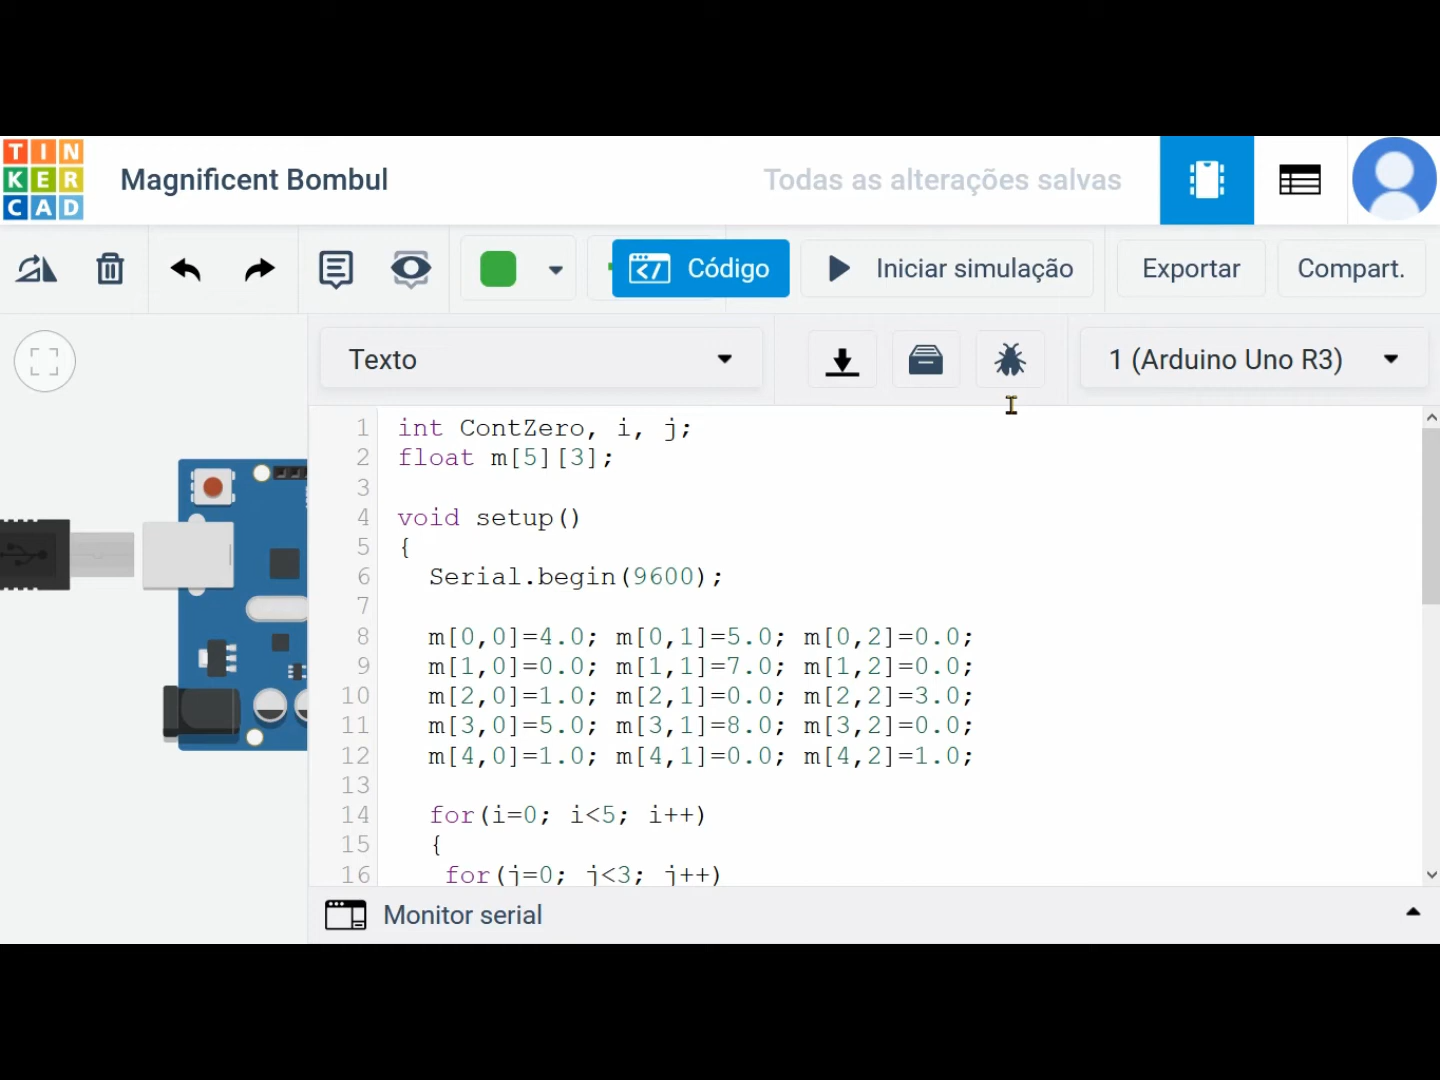 TINKERCAD
Magnificent Bombul
Todas as alterações salvas
Código
Iniciar simulação
Exportar
Compart.
Texto
1 (Arduino Uno R3)
1 int ContZero, i, j;
2 float m[5][3];
3
4 void setup()
5 {
6 Serial.begin(9600);
7
8 m[0,0]=4.0; m[0,1]=5.0; m[0,2]=0.0;
9 m[1,0]=0.0; m[1,1]=7.0; m[1,2]=0.0;
10 m[2,0]=1.0; m[2,1]=0.0; m[2,2]=3.0;
11 m[3,0]=5.0; m[3,1]=8.0; m[3,2]=0.0;
12 m[4,0]=1.0; m[4,1]=0.0; m[4,2]=1.0;
13
14 for(i=0; i<5; i++)
15 {
16 for(j=0; j<3; j++)
Monitor serial